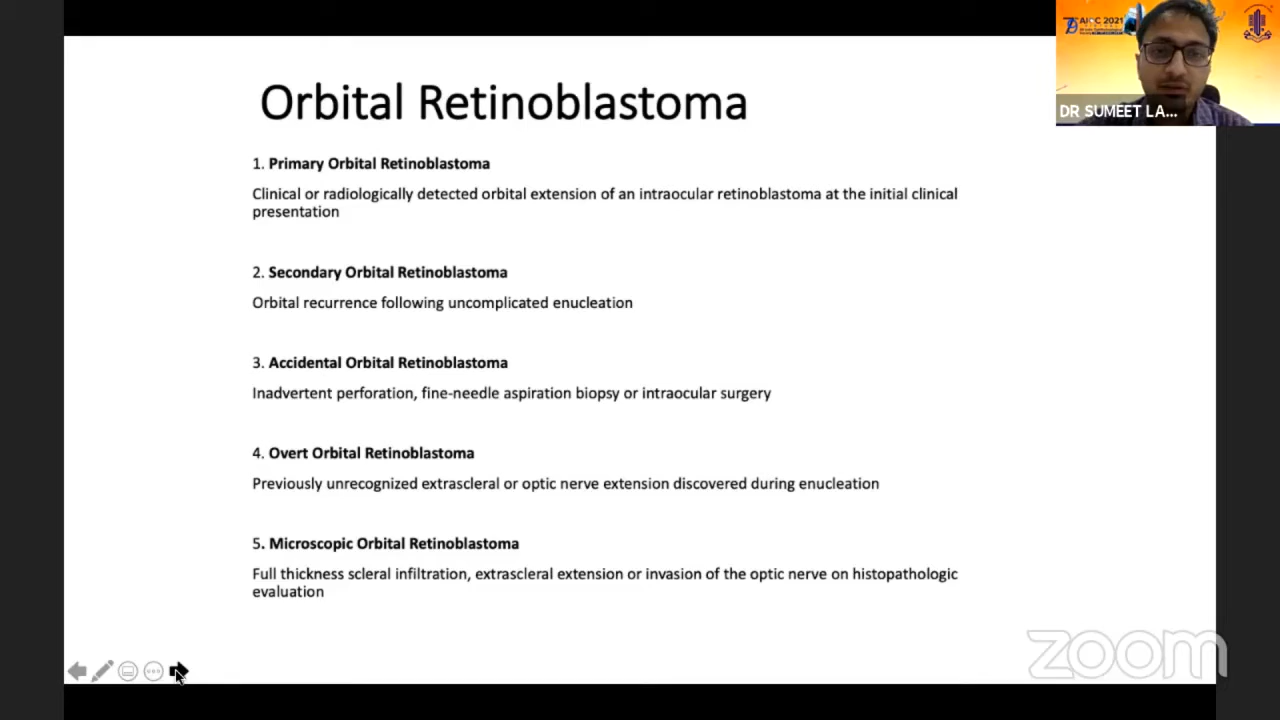 AIOC 2021
DR SUMEET LA...
Orbital Retinoblastoma
1. Primary Orbital Retinoblastoma
Clinical or radiologically detected orbital extension of an intraocular retinoblastoma at the initial clinical
presentation
2. Secondary Orbital Retinoblastoma
Orbital recurrence following uncomplicated enucleation
3. Accidental Orbital Retinoblastoma
Inadvertent perforation, fine-needle aspiration biopsy or intraocular surgery
4. Overt Orbital Retinoblastoma
Previously unrecognized extrascleral or optic nerve extension discovered during enucleation
5. Microscopic Orbital Retinoblastoma
Full thickness scleral infiltration, extrascleral extension or invasion of the optic nerve on histopathologic
evaluation
zoom